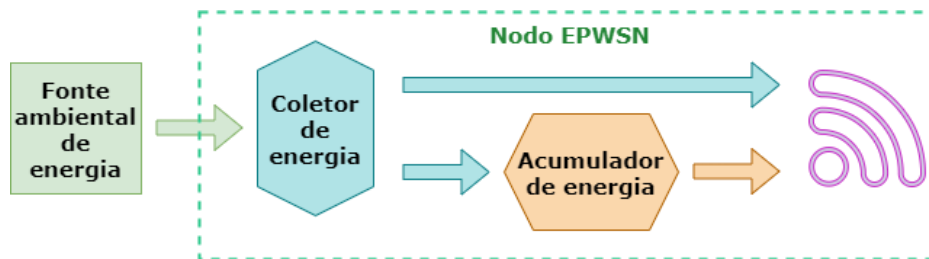 Nodo EPWSN
Fonte
ambiental
de
energia
Coletor
de
energia
Acumulador
de energia